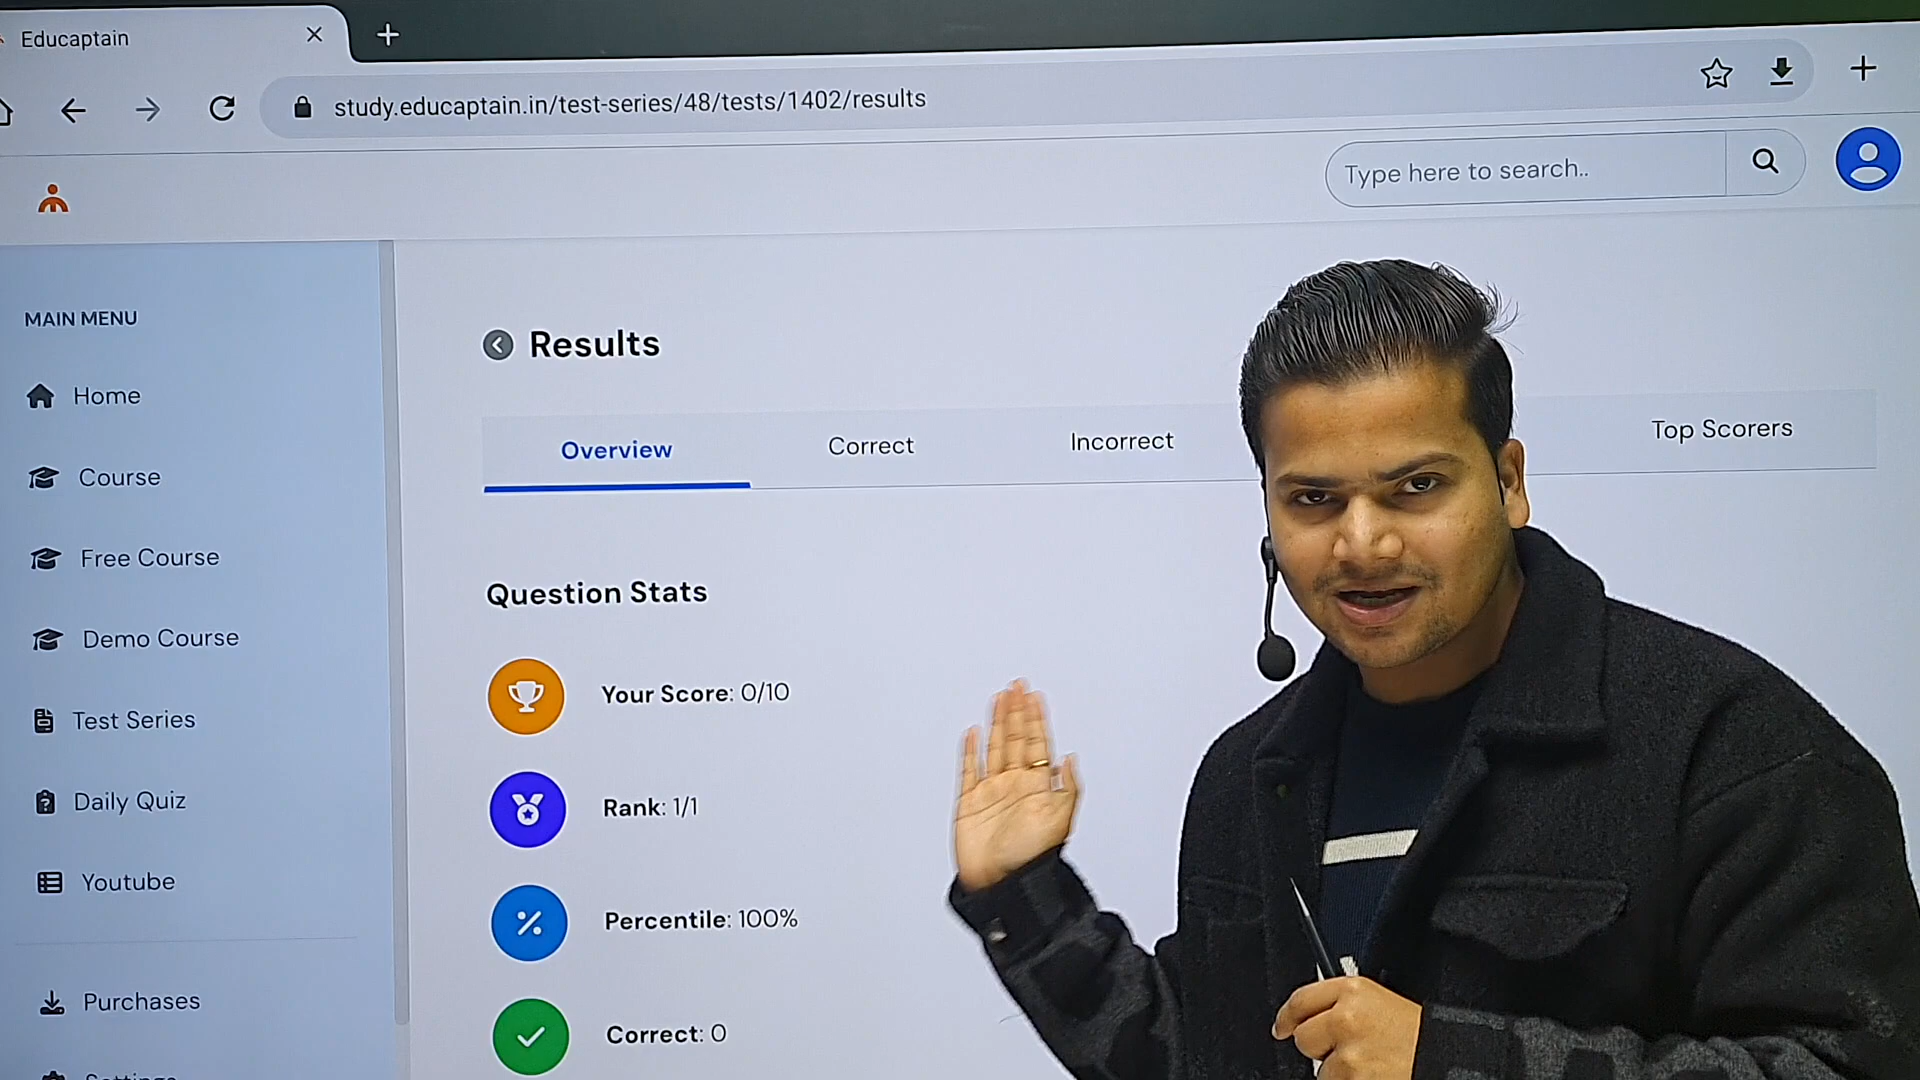 Educaptain
study.educaptain.in/test-series/48/tests/1402/results
Type here to search..
MAIN MENU
Home
Course
Free Course
Demo Course
Test Series
Daily Quiz
Youtube
Purchases
Settings
Results
Overview
Correct
Incorrect
Top Scorers
Question Stats
Your Score: 0/10
Rank: 1/1
Percentile: 100%
Correct: 0